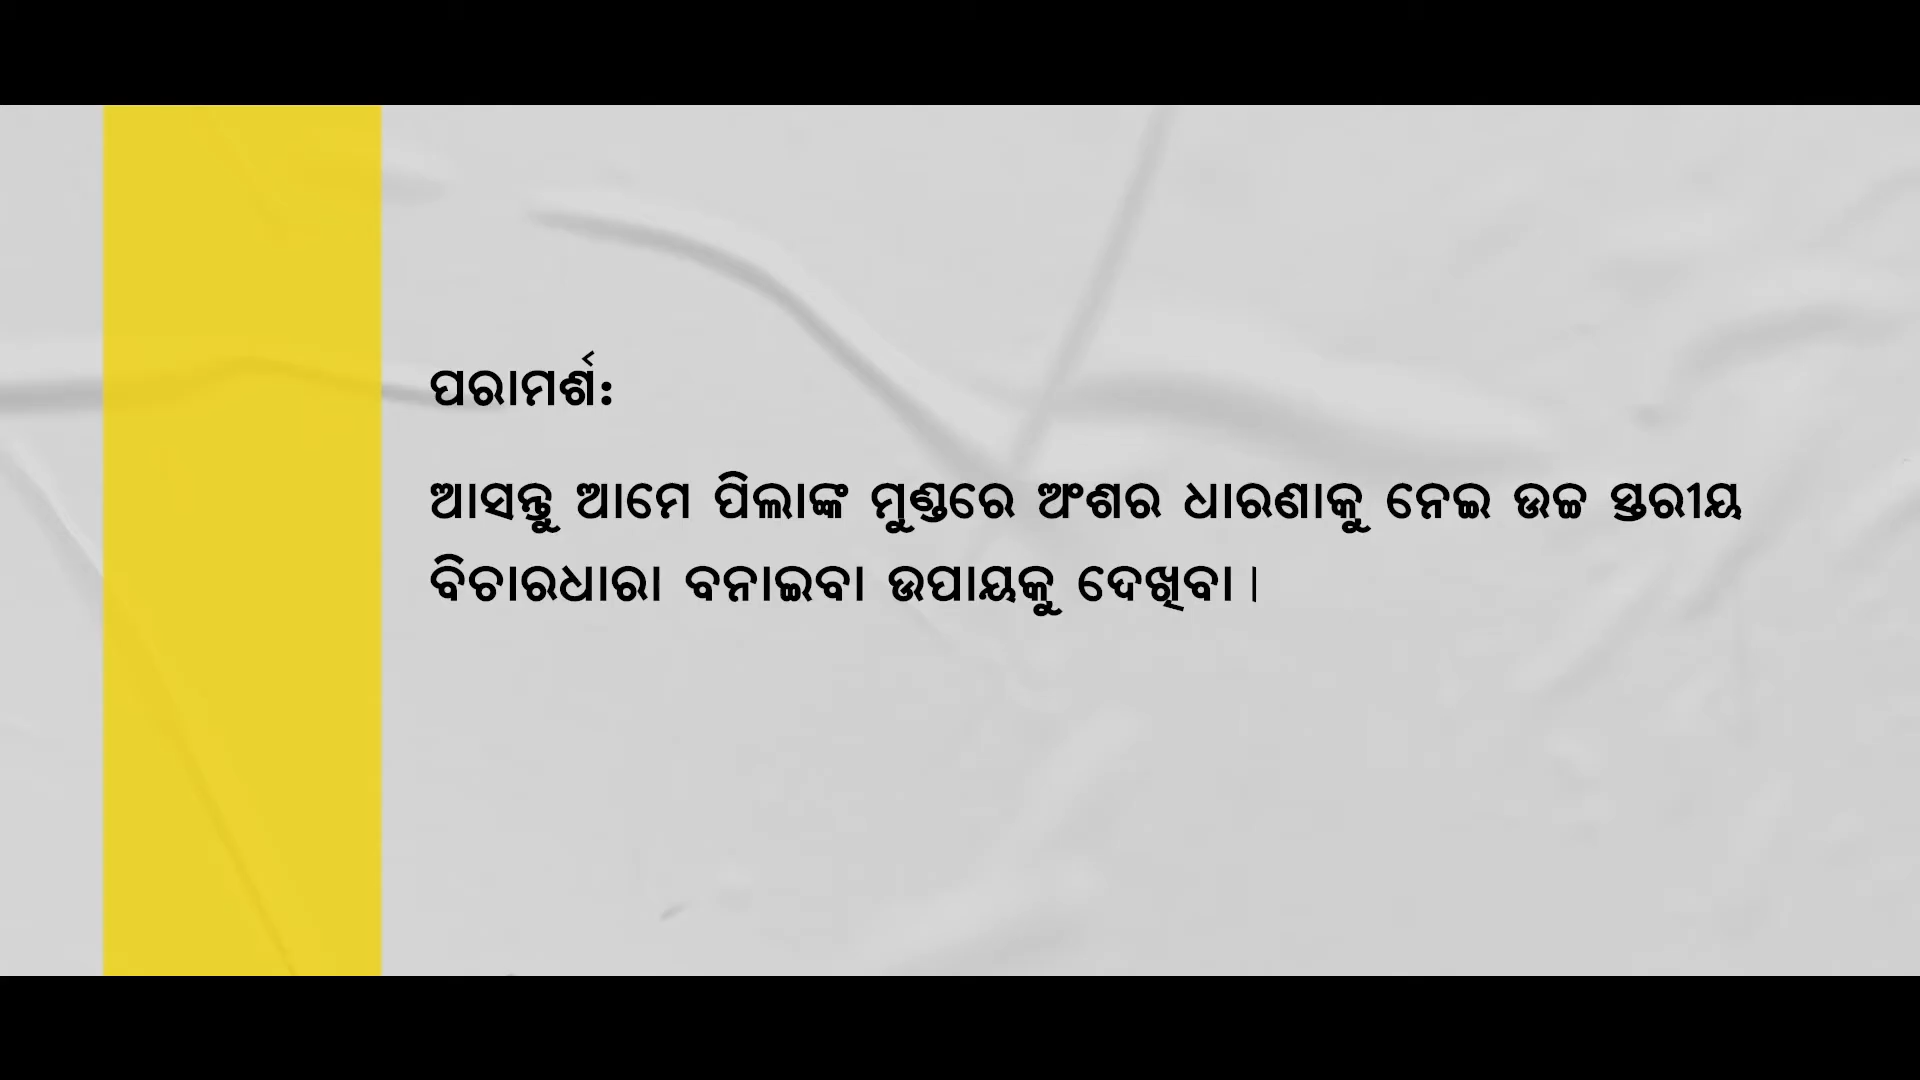 ପରାମର୍ଶ:
ଆସନ୍ତୁ ଆମେ ପିଲାଙ୍କ ମୁଣ୍ଡରେ ଅଂଶର ଧାରଣାକୁ ନେଇ ଉଚ୍ଚ ସ୍ତରୀୟ
ବିଚାରଧାରା ବନାଇବା ଉପାୟକୁ ଦେଖିବା।